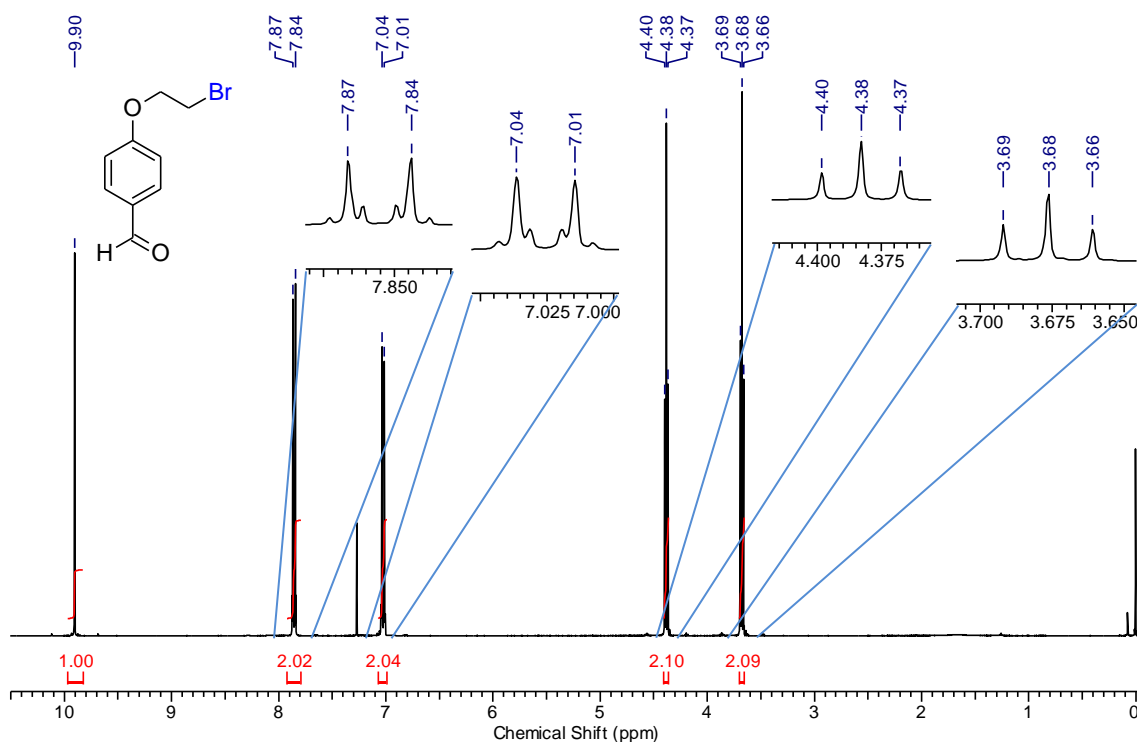 9.90 7.87 7.84 7.04 7.01 4.40 4.38 4.37 3.69 3.68 3.66
Br
O
H O
7.87 7.84
7.850
7.04 7.01
7.025 7.000
4.40 4.38 4.37
4.400 4.375
3.69 3.68 3.66
3.700 3.675 3.650
1.00 2.02 2.04 2.10 2.09
10 9 8 7 6 5 4 3 2 1 0
Chemical Shift (ppm)